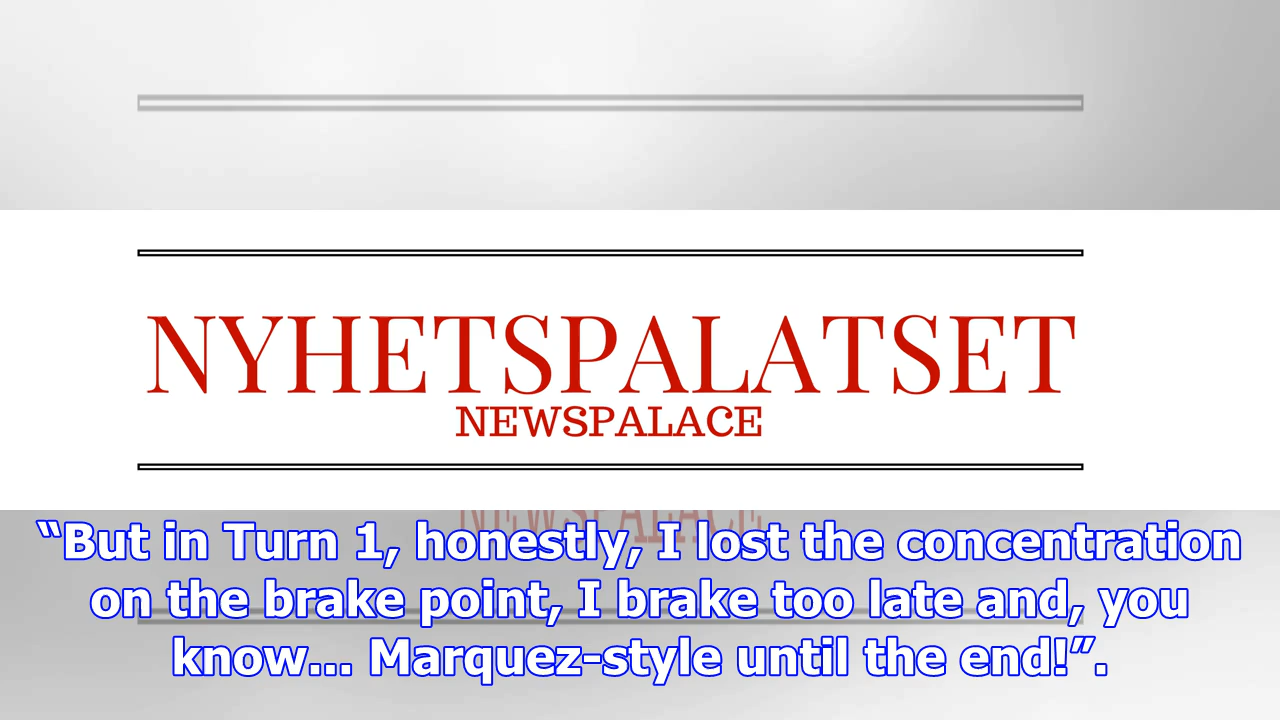 NYHETSPALATSET
NEWSPALACE
NEWSPALACE
“But in Turn 1, honestly, I lost the concentration
on the brake point, I brake too late and, you
know... Marquez-style until the end!”.